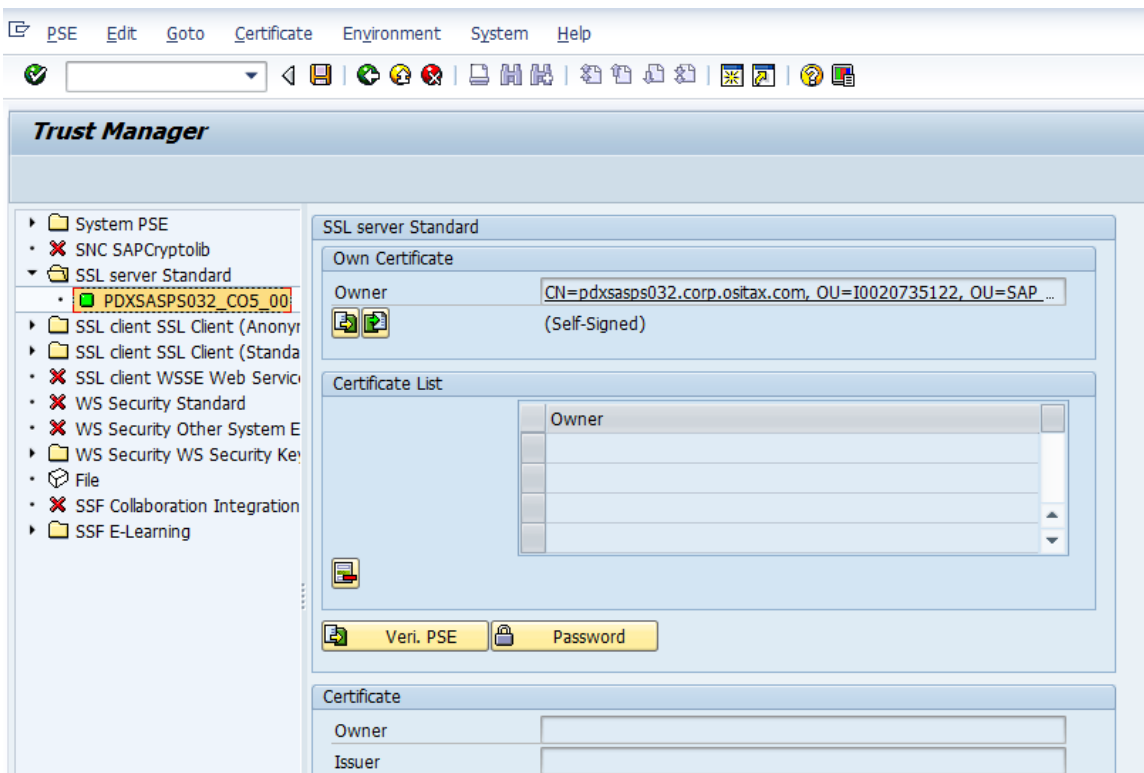 PSE Edit Goto Certificate Environment System Help
Trust Manager
System PSE
SNC SAPCryptolib
SSL server Standard
PDXSASPS032_CO5_00
SSL client SSL Client (Anonyr
SSL client SSL Client (Standa
SSL client WSSE Web Servic
WS Security Standard
WS Security Other System E
WS Security WS Security Key
File
SSF Collaboration Integration
SSF E-Learning
SSL server Standard
Own Certificate
Owner CN=pdxsasps032.corp.ositax.com, OU=I0020735122, OU=SAP_...
(Self-Signed)
Certificate List
Owner
Veri. PSE Password
Certificate
Owner
Issuer